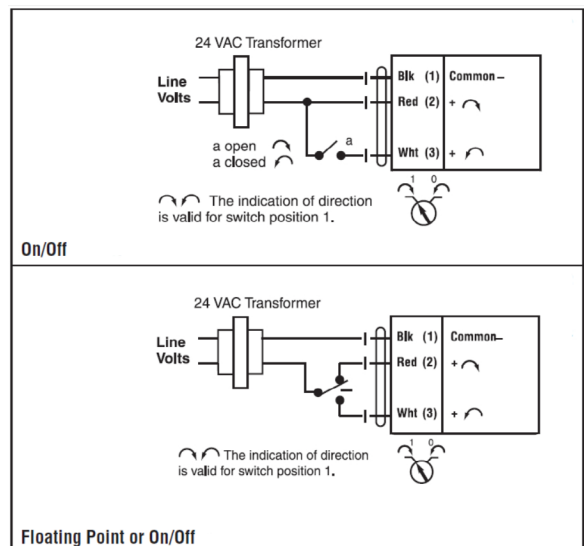 24 VAC Transformer
Line
Volts
Blk (1) Common –
Red (2) +
a open
a closed
a
Wht (3) +
1 0
The indication of direction
is valid for switch position 1.
On/Off
24 VAC Transformer
Line
Volts
Blk (1) Common–
Red (2) +
Wht (3) +
1 0
The indication of direction
is valid for switch position 1.
Floating Point or On/Off